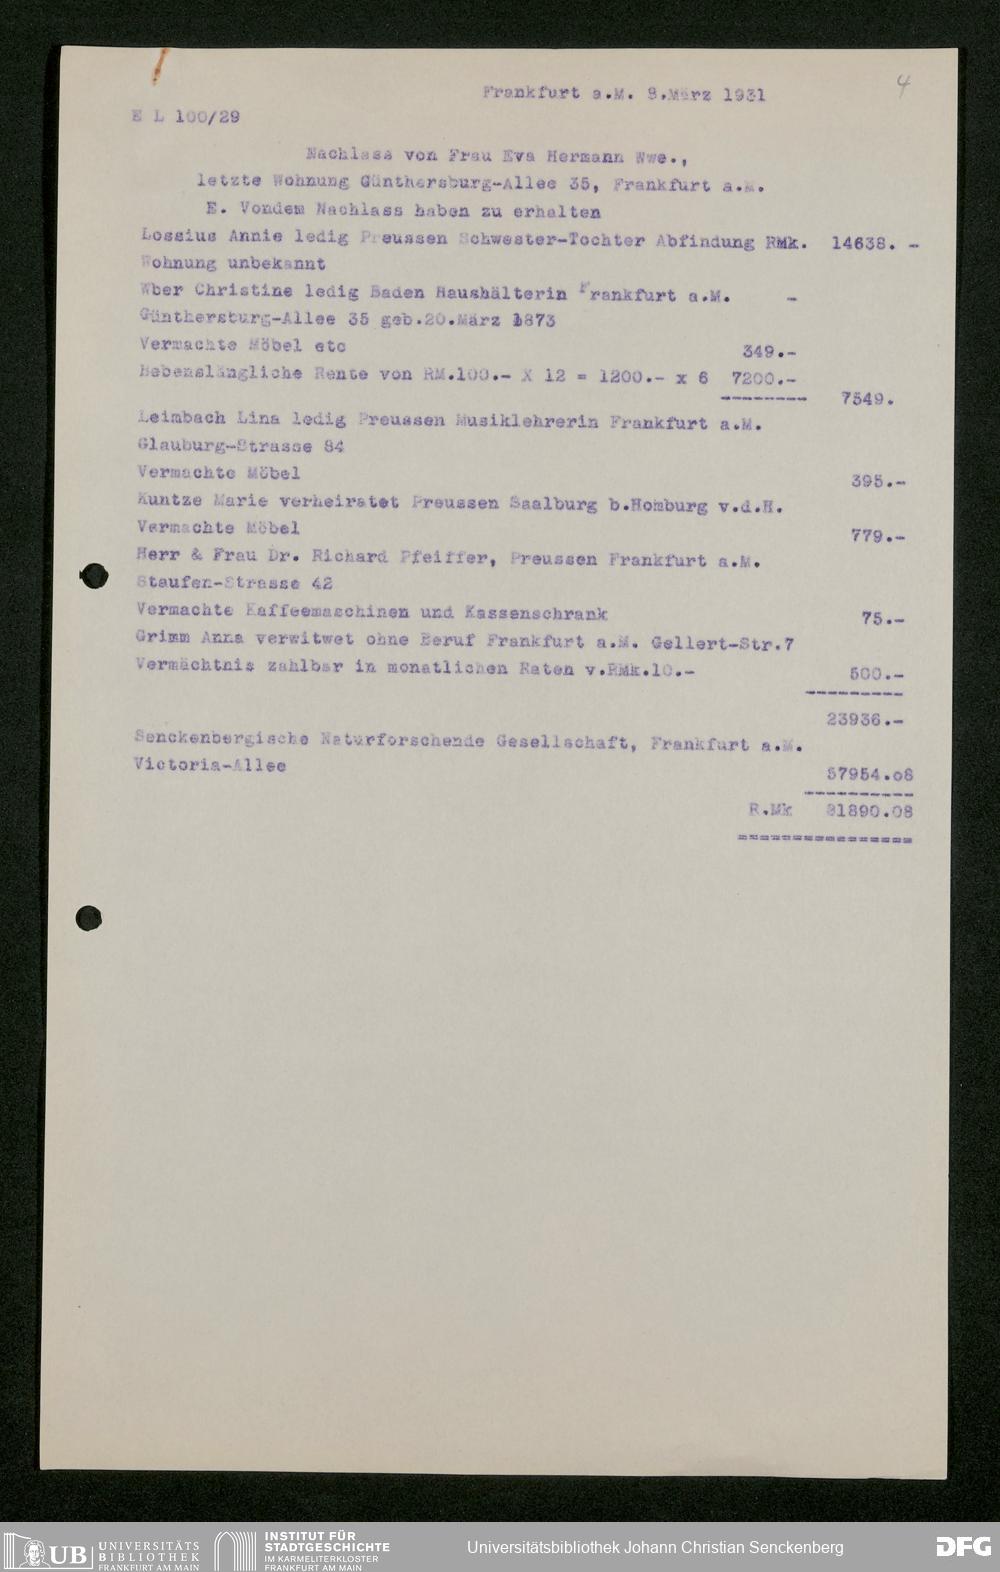 4
Frankfurt a.M. 8.März 1931
E L 100/29
Nachlass von Frau Eva Hermann Wwe.,
letzte Wohnung Günthersburg-Allee 35, Frankfurt a.M.
E. Vondem Nachlass haben zu erhalten
Lossius Annie ledig Preussen Schwester-Tochter Abfindung RMk. 14638. -
Wohnung unbekannt
Wber Christine ledig Baden Haushälterin Frankfurt a.M. -
Günthersburg-Allee 35 geb.20.März 1873
Vermachte Möbel etc 349.-
Lebenslängliche Rente von RM.100.- X 12 = 1200.- x 6 7200.-
--------- 7549.
Leimbach Lina ledig Preussen Musiklehrerin Frankfurt a.M.
Glauburg-Strasse 84
Vermachte Möbel 395.-
Kuntze Marie verheiratet Preussen Saalburg b.Homburg v.d.H.
Vermachte Möbel 779.-
Herr & Frau Dr. Richard Pfeiffer, Preussen Frankfurt a.M.
Staufen-Strasse 42
Vermachte Kaffeemaschinen und Kassenschrank 75.-
Grimm Anna verwitwet ohne Beruf Frankfurt a.M. Gellert-Str.7
Vermächtnis zahlbar in monatlichen Raten v.RMk.10.- 500.-
----------
23936.-
Senckenbergische Naturforschende Gesellschaft, Frankfurt a.M.
Victoria-Allee
57954.o8
-----------
R.Mk 81890.08
==================
UB UNIVERSITÄTS BIBLIOTHEK FRANKFURT AM MAIN
INSTITUT FÜR STADTGESCHICHTE IM KARMELITERKLOSTER FRANKFURT AM MAIN
Universitätsbibliothek Johann Christian Senckenberg
DFG